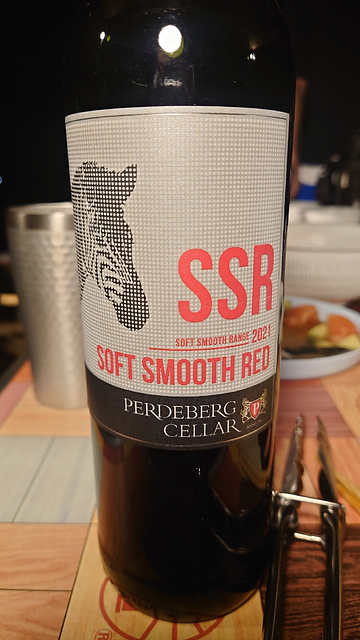 SSR
SOFT SMOOTH RANGE 2021
SOFT SMOOTH RED
PERDEBERG
CELLAR
P